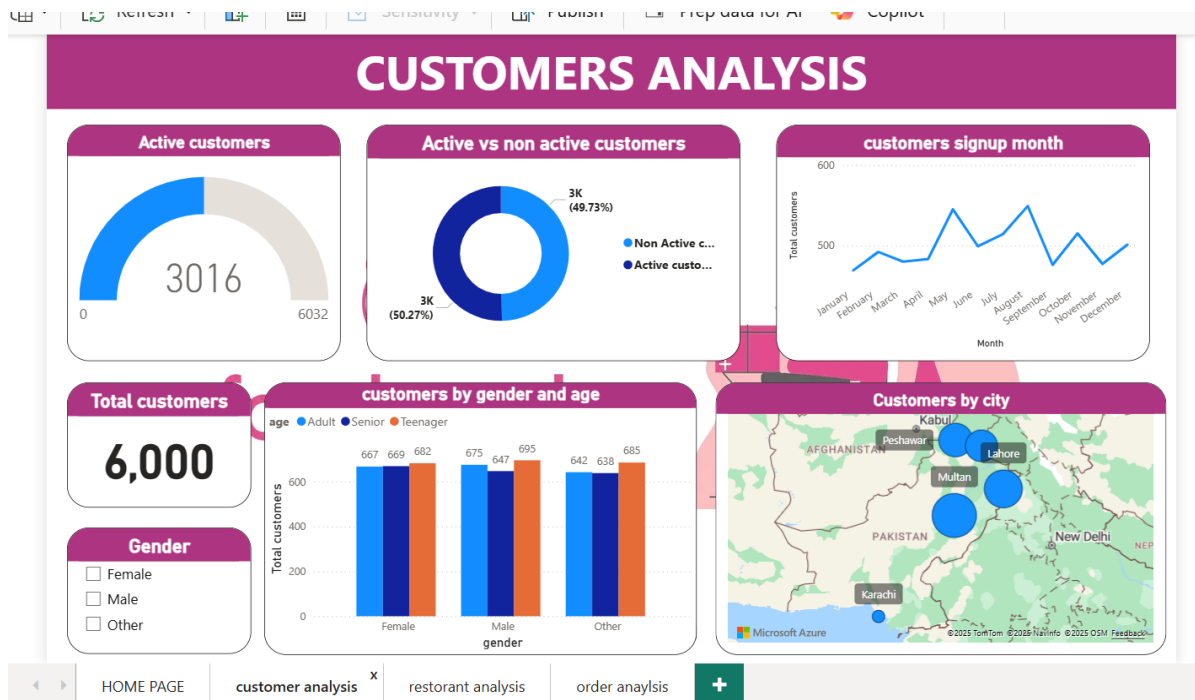 Refresh
Sensitivity
Publish
Prep data for AI
Copilot
CUSTOMERS ANALYSIS
Active customers
3016
0
6032
Active vs non active customers
3K
(49.73%)
3K
(50.27%)
Non Active c...
Active custo...
customers signup month
600
500
Total customers
January
February
March
April
May
June
July
August
September
October
November
December
Month
Total customers
6,000
Gender
Female
Male
Other
customers by gender and age
age Adult Senior Teenager
667 669 682
675 647 695
642 638 685
600
400
200
0
Total customers
Female
Male
Other
gender
Customers by city
Kabul
Peshawar
AFGHANISTAN
Lahore
Multan
PAKISTAN
New Delhi
NEP
Karachi
Microsoft Azure
©2025 TomTom ©2025 NavInfo ©2025 OSM Feedback
HOME PAGE
customer analysis
x
restorant analysis
order anaylsis
+